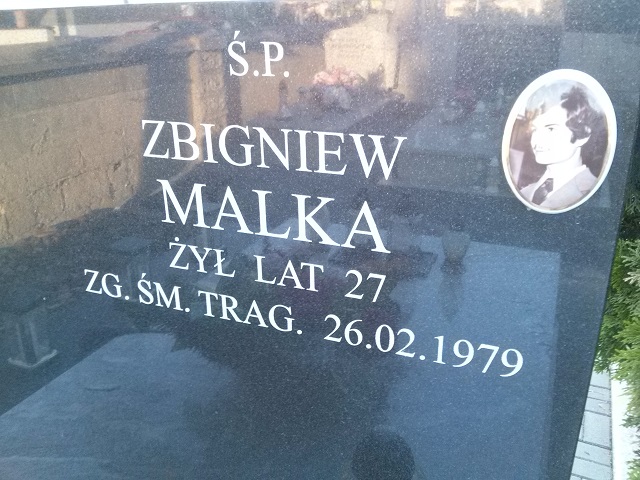 Ś.P.
ZBIGNIEW
MALKA
ŻYŁ LAT 27
ZG. ŚM. TRAG. 26.02.1979